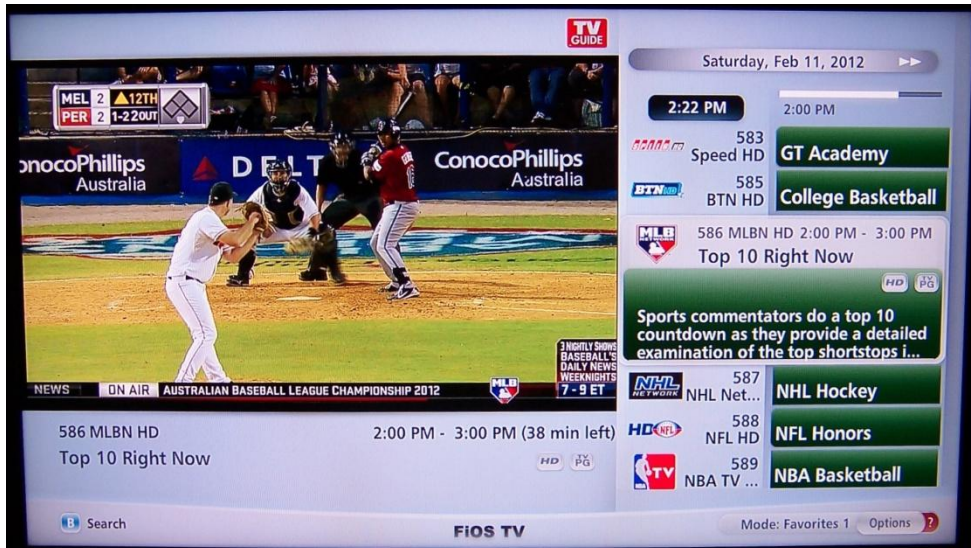 TV
GUIDE
MEL 2 ▲12TH
PER 2 1-2 2OUT
onocoPhillips
Australia
DELT
ConocoPhillips
Australia
3 NIGHTLY SHOWS
BASEBALL'S
DAILY NEWS
WEEKNIGHTS
7 - 9 ET
NEWS ON AIR AUSTRALIAN BASEBALL LEAGUE CHAMPIONSHIP 2012 MLB
586 MLBN HD 2:00 PM - 3:00 PM (38 min left)
Top 10 Right Now HD TV PG
Saturday, Feb 11, 2012
2:22 PM 2:00 PM
583
Speed HD GT Academy
BTN HD 585
BTN HD College Basketball
MLB NETWORK 586 MLBN HD 2:00 PM - 3:00 PM
Top 10 Right Now
HD TV PG
Sports commentators do a top 10
countdown as they provide a detailed
examination of the top shortstops i...
NHL NETWORK 587
NHL Net... NHL Hockey
HD NFL 588
NFL HD NFL Honors
NBA TV 589
NBA TV ... NBA Basketball
B Search FiOS TV Mode: Favorites 1 Options ?